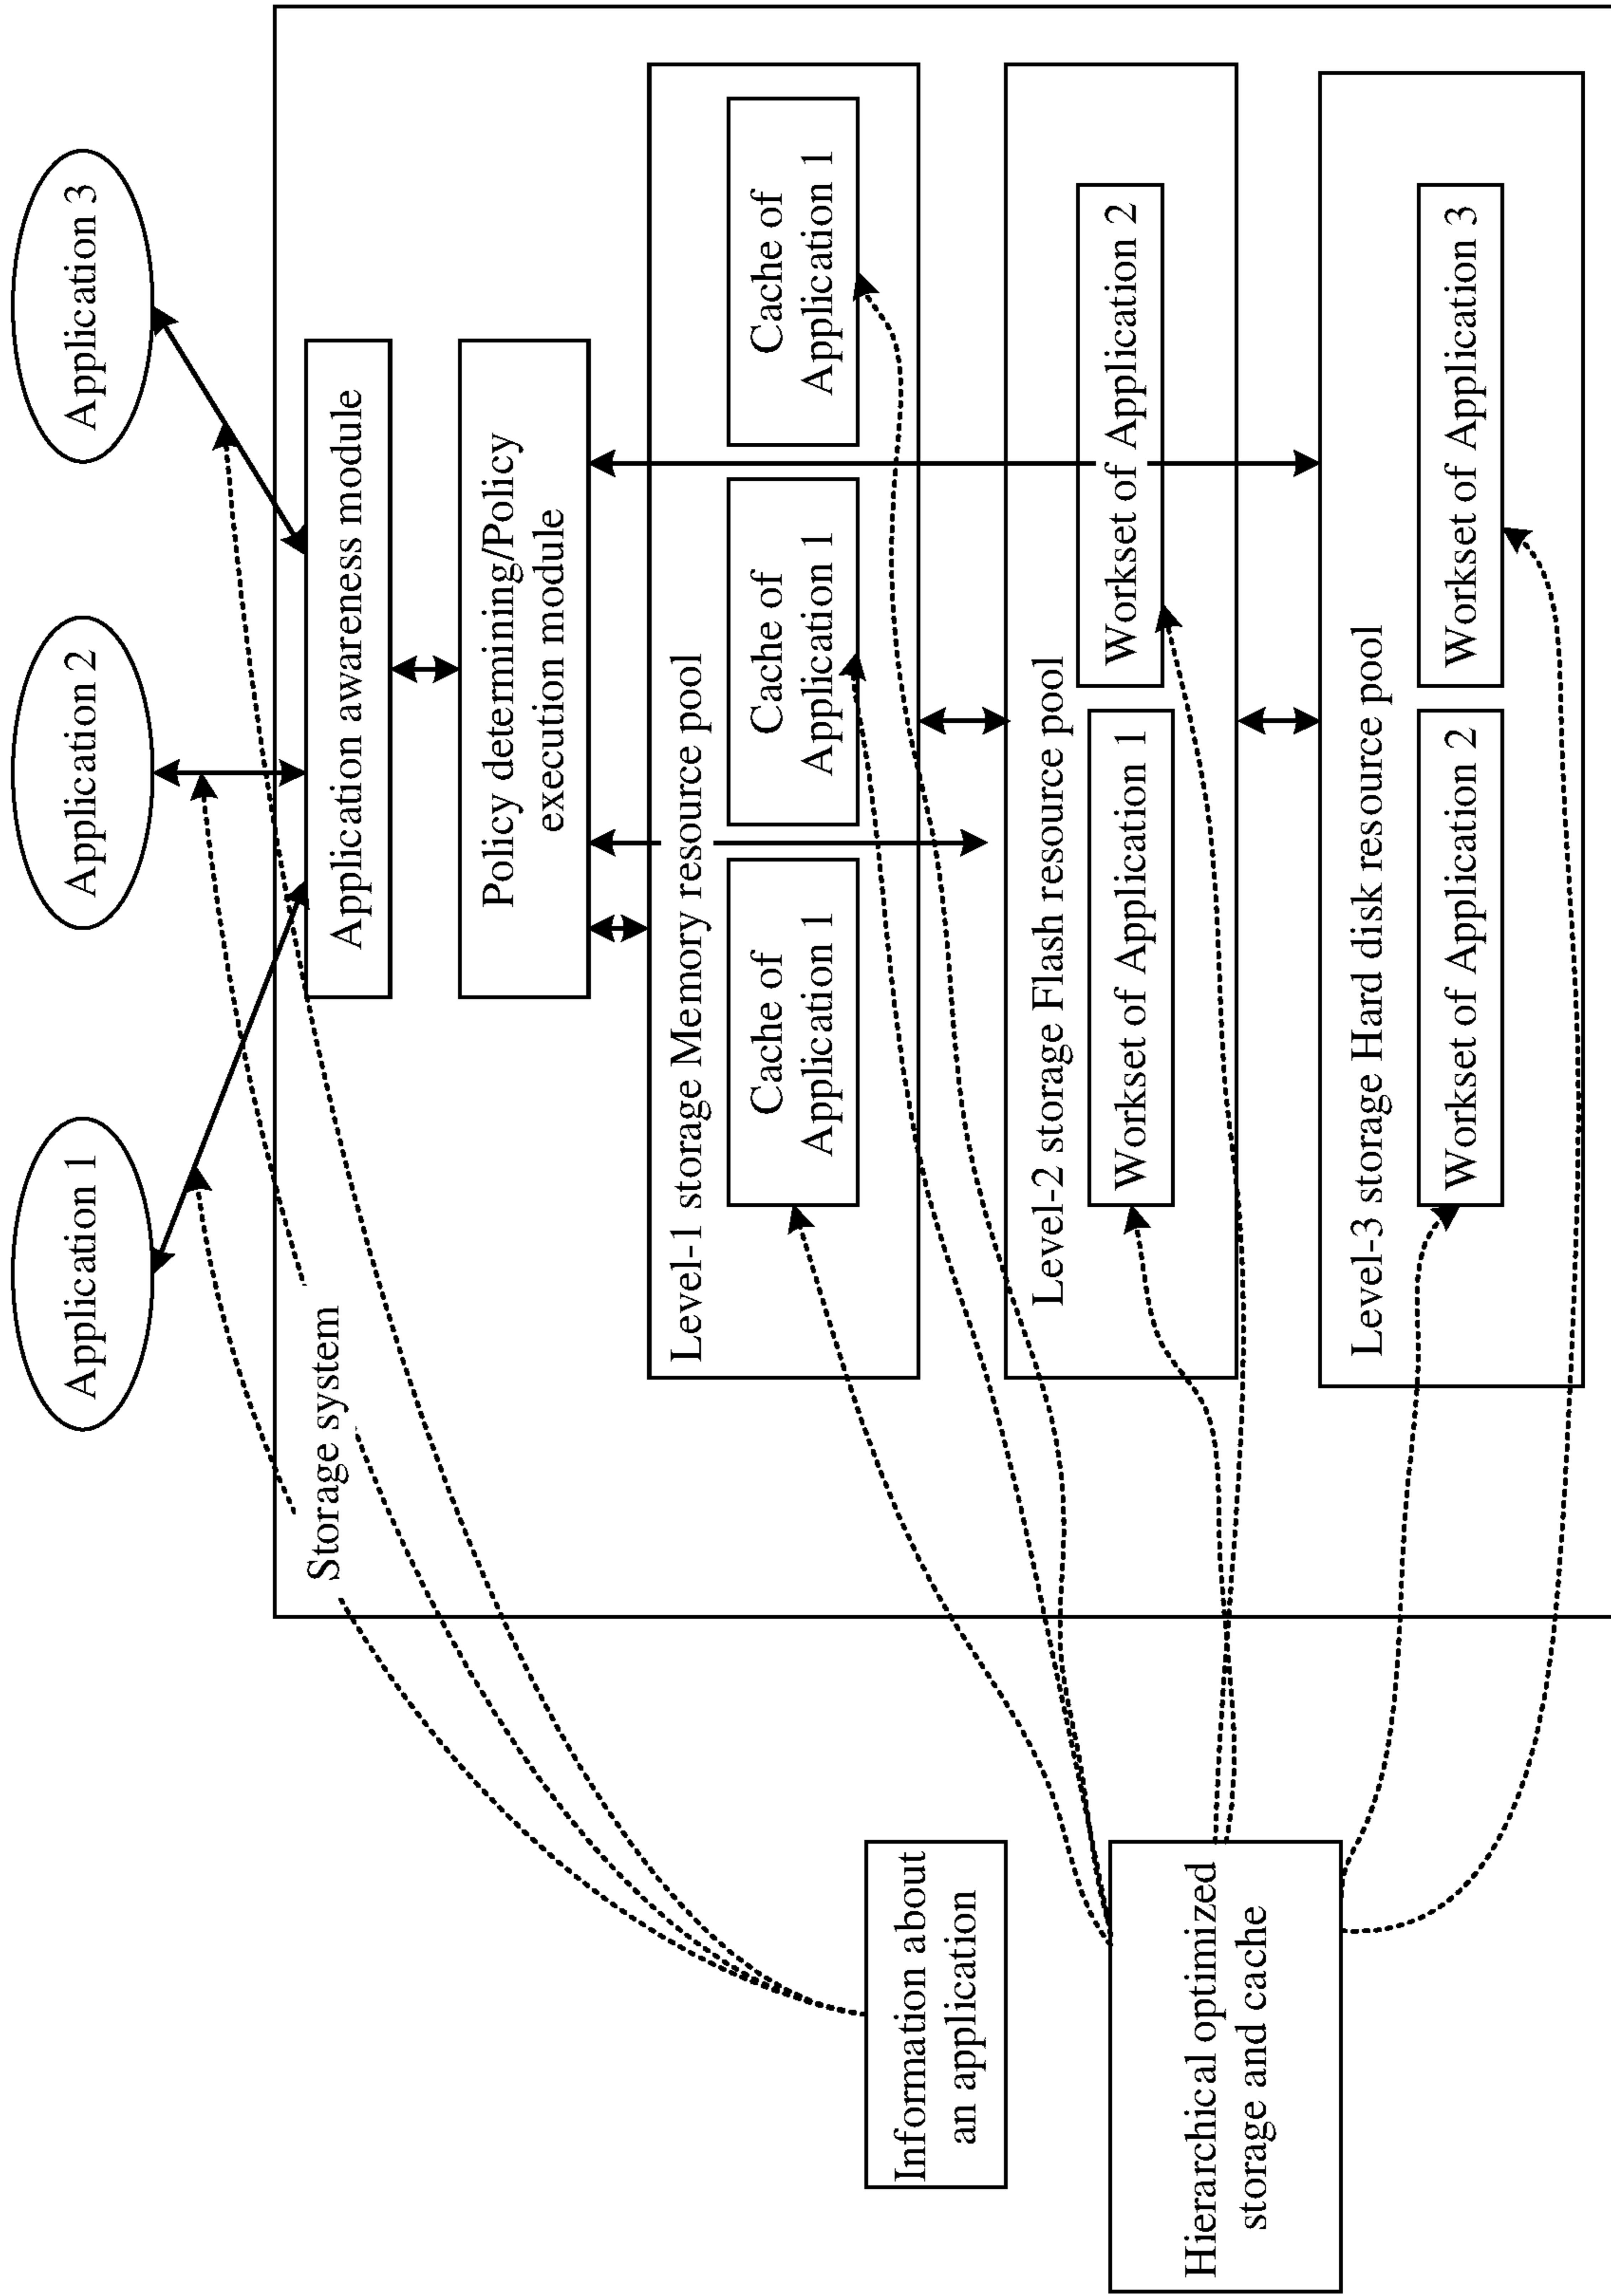 Application 1
Application 2
Application 3
Storage system
Application awareness module
Policy determining/Policy
execution module
Level-1 storage Memory resource pool
Cache of
Application 1
Cache of
Application 1
Cache of
Application 1
Level-2 storage Flash resource pool
Workset of Application 1
Workset of Application 2
Level-3 storage Hard disk resource pool
Workset of Application 2
Workset of Application 3
Information about
an application
Hierarchical optimized
storage and cache